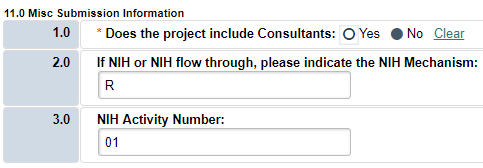 11.0 Misc Submission Information
1.0 * Does the project include Consultants: Yes No Clear
2.0 If NIH or NIH flow through, please indicate the NIH Mechanism:
R
3.0 NIH Activity Number:
01